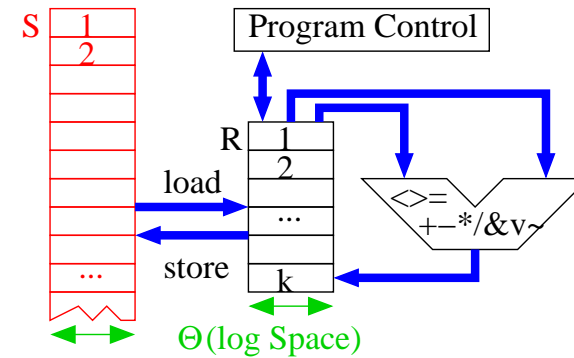 S
1
2
...
Program Control
R
1
2
...
k
load
store
<>=
+−*/&v~
Θ(log Space)